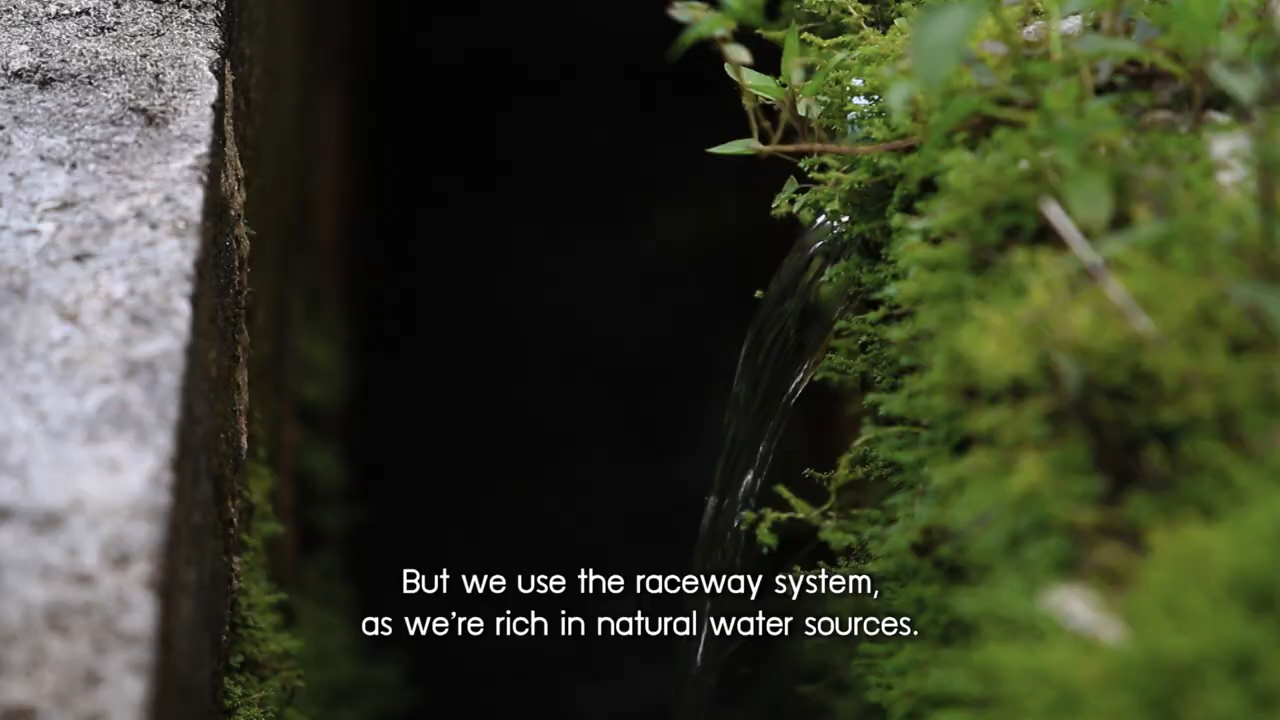 But we use the raceway system,
as we're rich in natural water sources.